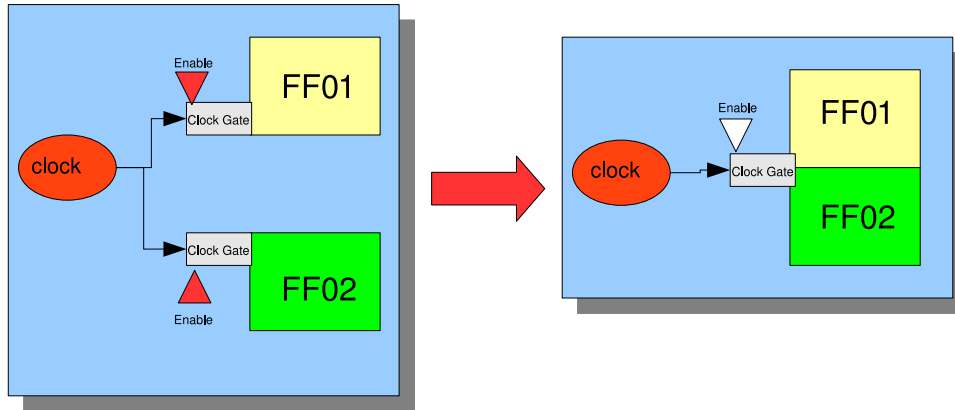 Enable
FF01
Clock Gate
clock
Clock Gate
FF02
Enable
Enable
FF01
clock
Clock Gate
FF02